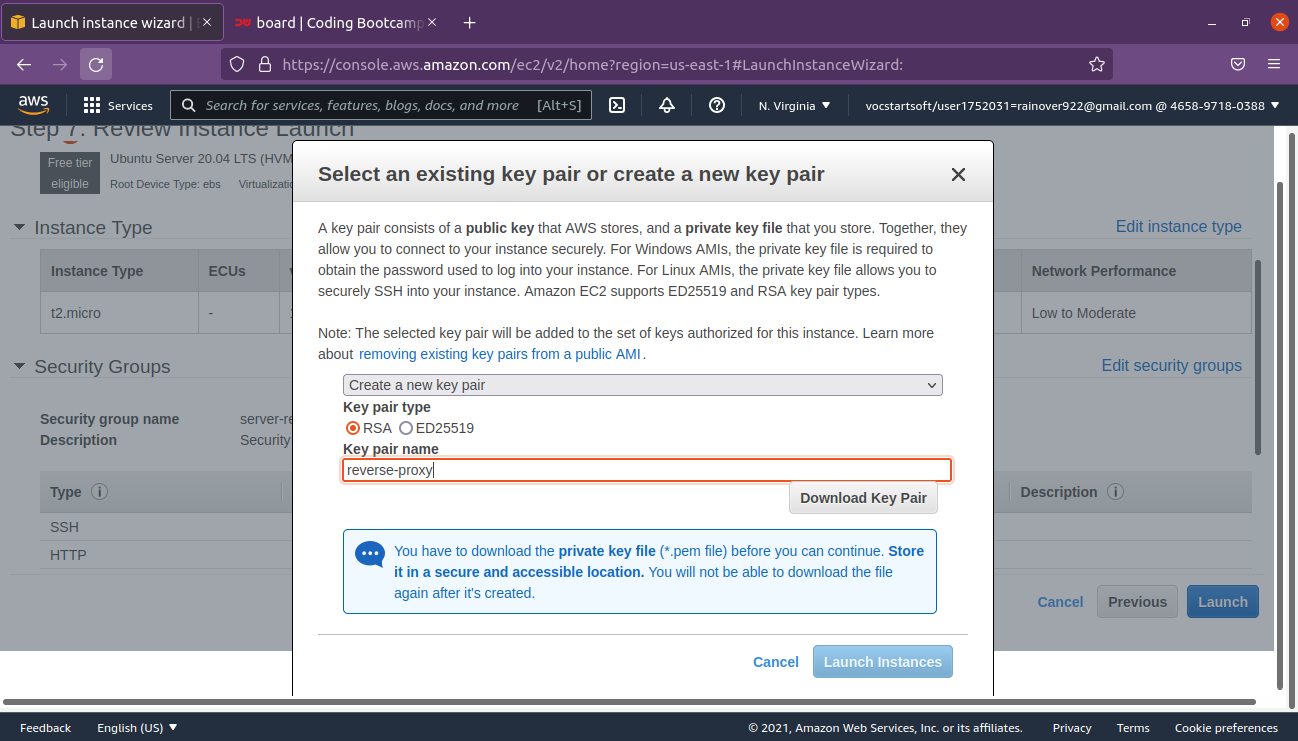 Launch instance wizard |
board | Coding Bootcamp
https://console.aws.amazon.com/ec2/v2/home?region=us-east-1#LaunchInstanceWizard:
aws
Services
Search for services, features, blogs, docs, and more [Alt+S]
N. Virginia
vocstartsoft/user1752031=rainover922@gmail.com @ 4658-9718-0388
Step 7: Review Instance Launch
Free tier
eligible
Ubuntu Server 20.04 LTS (HVM
Root Device Type: ebs
Instance Type
Edit instance type
Instance Type
ECUs
Network Performance
t2.micro
-
Low to Moderate
Security Groups
Edit security groups
Security group name
server-re
Description
Security
Type
Description
SSH
HTTP
Cancel
Previous
Launch
Select an existing key pair or create a new key pair
A key pair consists of a public key that AWS stores, and a private key file that you store. Together, they
allow you to connect to your instance securely. For Windows AMIs, the private key file is required to
obtain the password used to log into your instance. For Linux AMIs, the private key file allows you to
securely SSH into your instance. Amazon EC2 supports ED25519 and RSA key pair types.
Note: The selected key pair will be added to the set of keys authorized for this instance. Learn more
about removing existing key pairs from a public AMI.
Create a new key pair
Key pair type
RSA
ED25519
Key pair name
reverse-proxy
Download Key Pair
You have to download the private key file (*.pem file) before you can continue. Store
it in a secure and accessible location. You will not be able to download the file
again after it's created.
Cancel
Launch Instances
Feedback
English (US)
© 2021, Amazon Web Services, Inc. or its affiliates.
Privacy
Terms
Cookie preferences